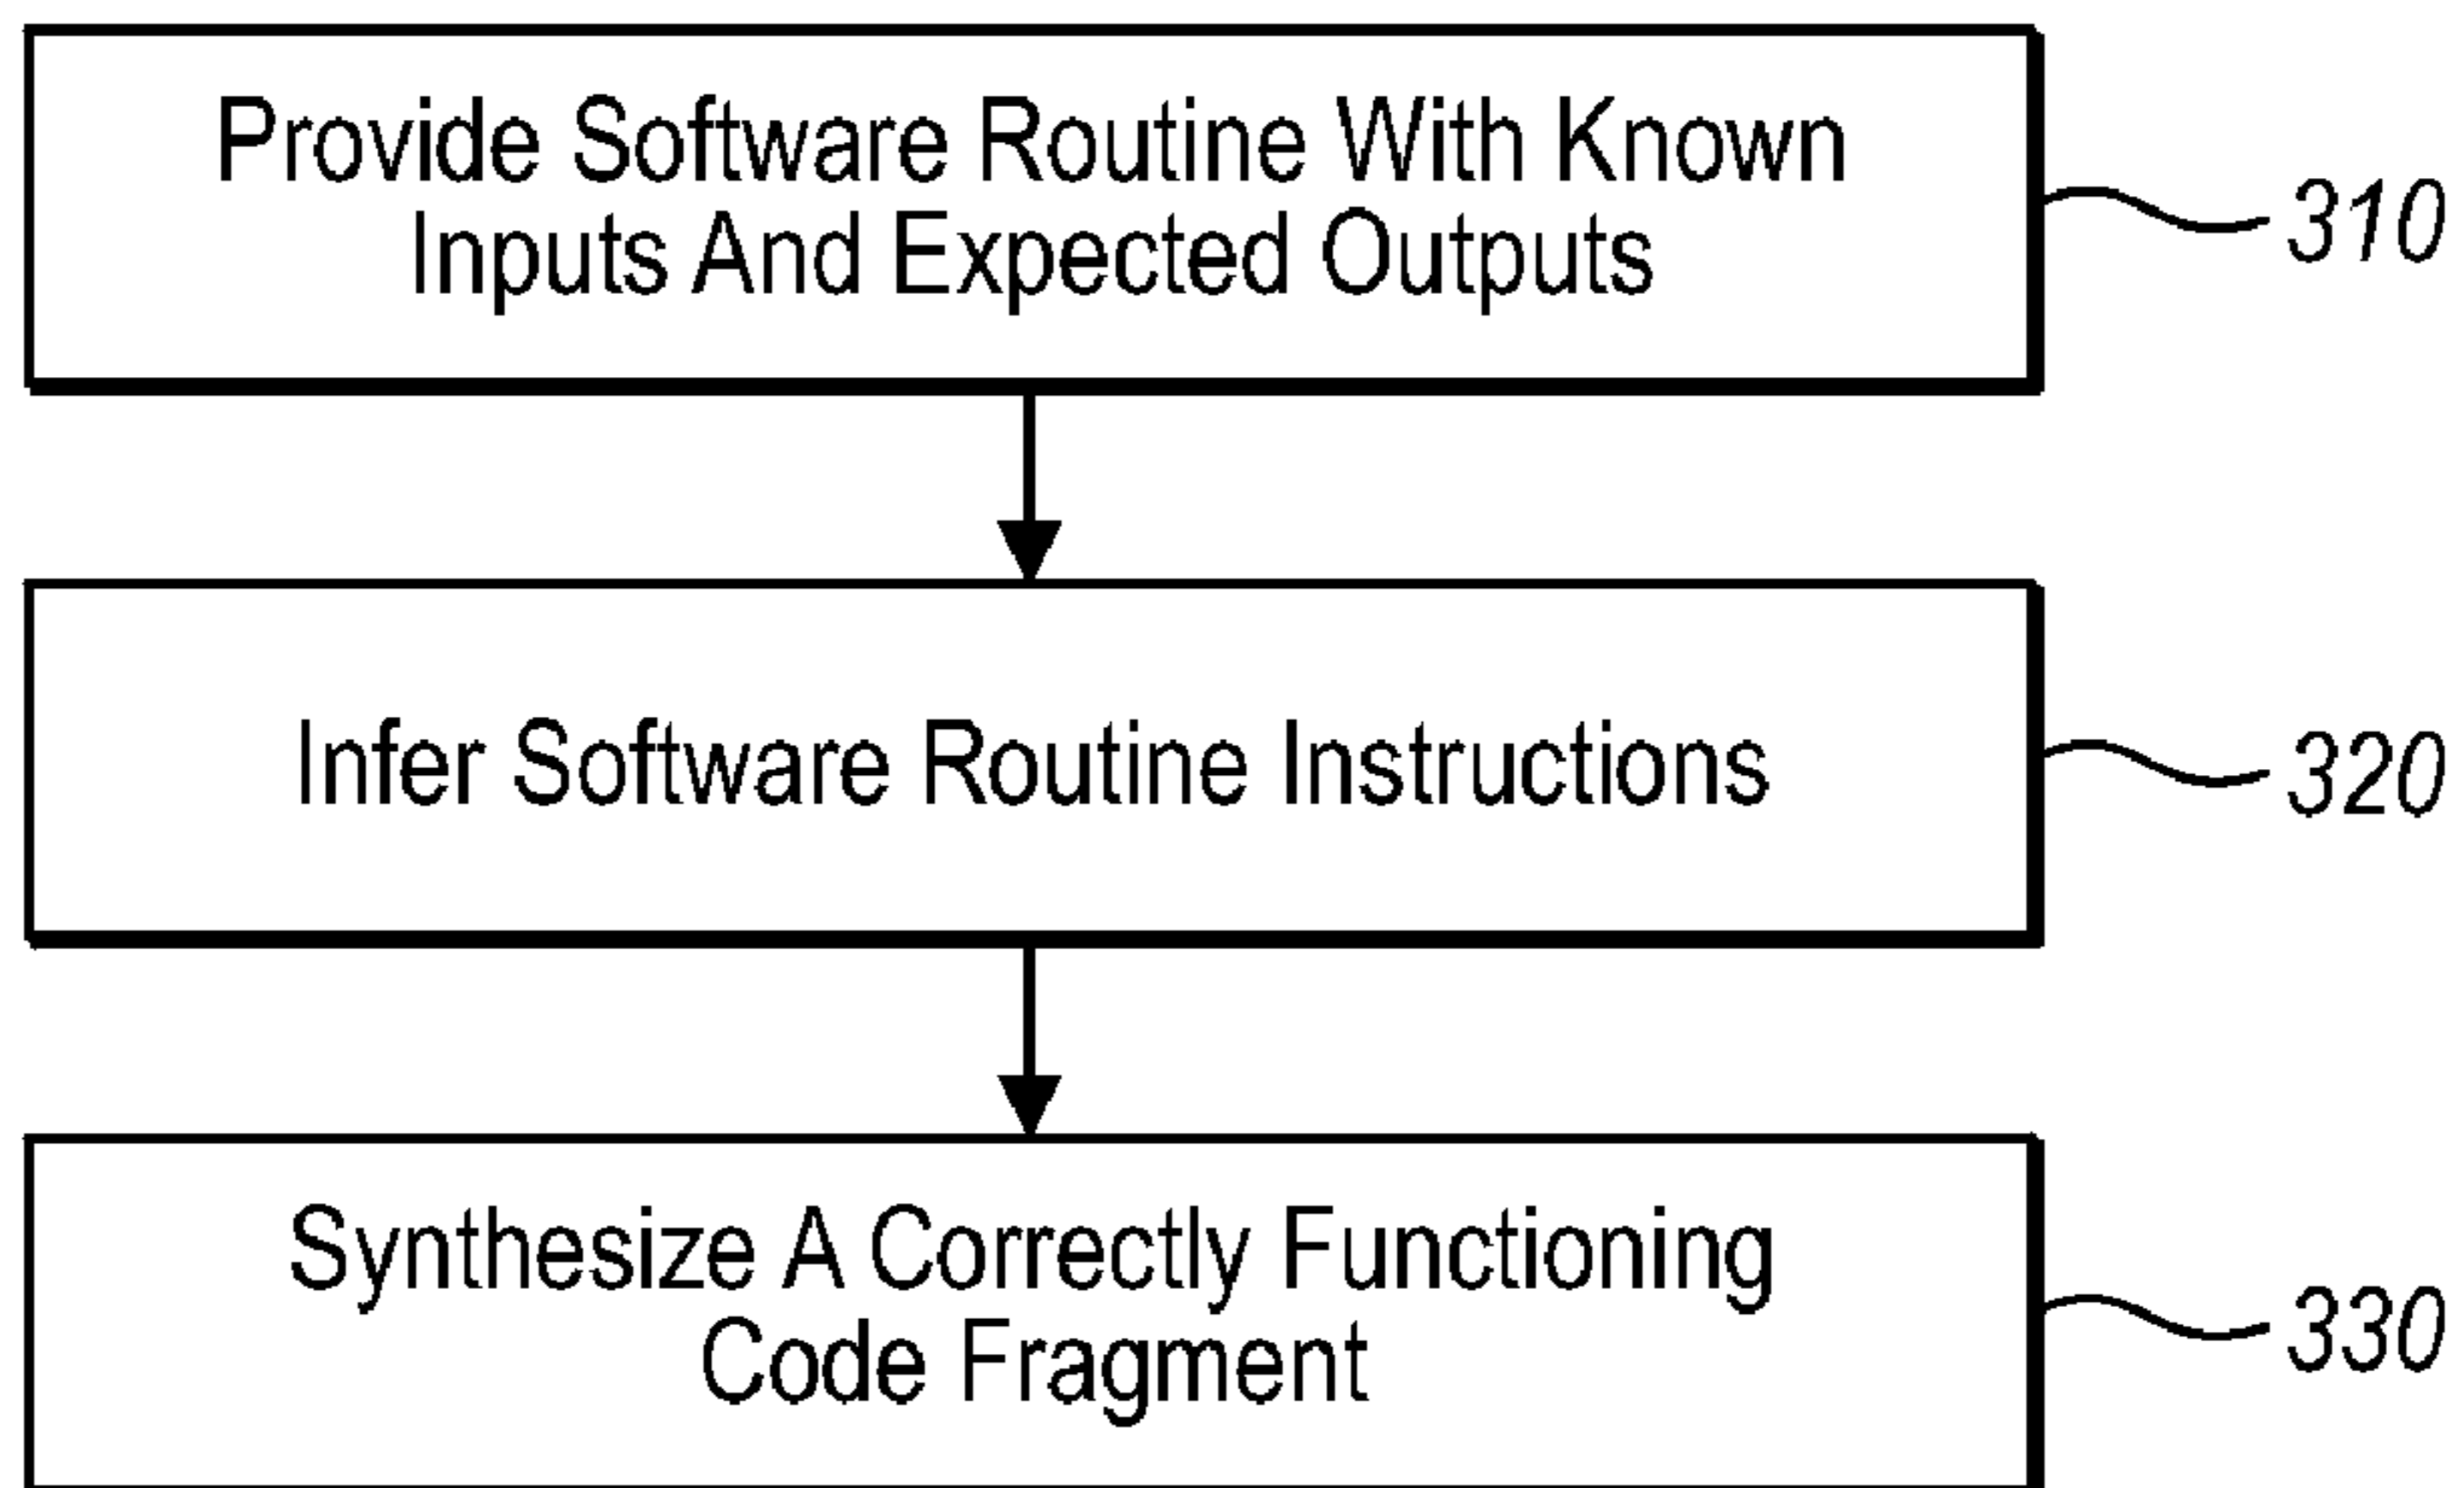 Provide Software Routine With Known
Inputs And Expected Outputs
310
Infer Software Routine Instructions
320
Synthesize A Correctly Functioning
Code Fragment
330